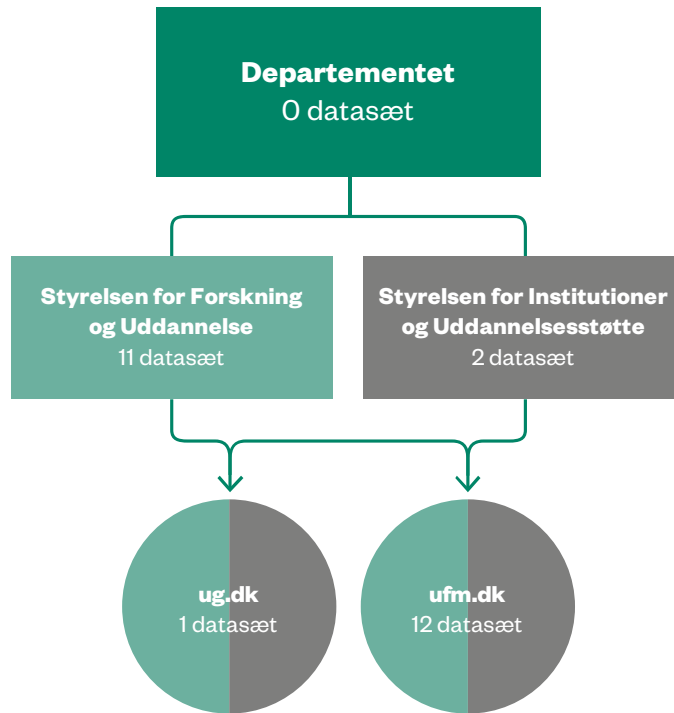 Departementet
0 datasæt
Styrelsen for Forskning
og Uddannelse
11 datasæt
Styrelsen for Institutioner
og Uddannelsesstøtte
2 datasæt
ug.dk
1 datasæt
ufm.dk
12 datasæt